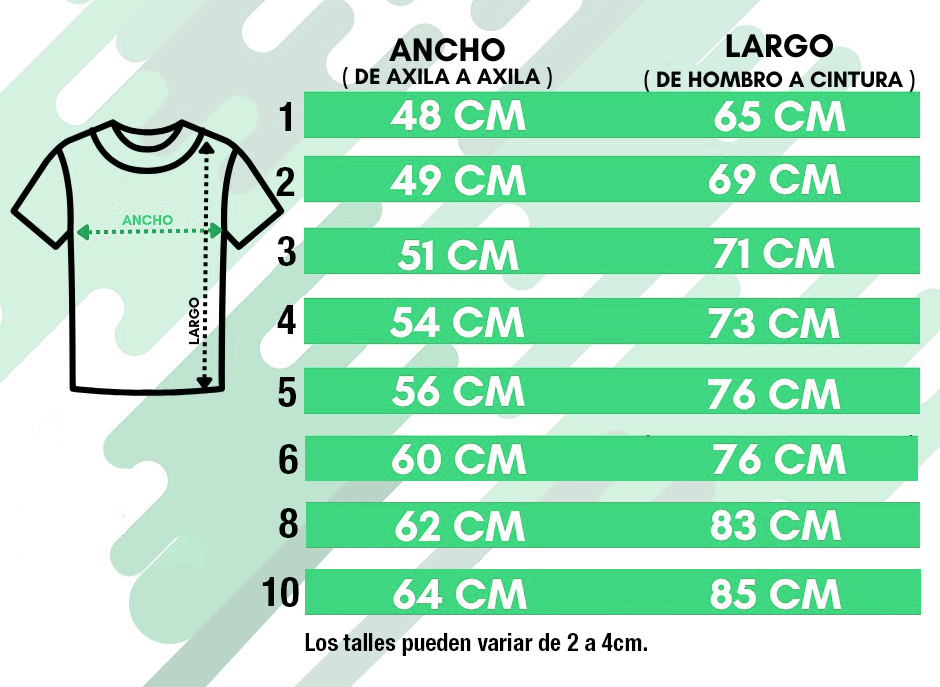 ANCHO
( DE AXILA A AXILA )
LARGO
( DE HOMBRO A CINTURA )
1 48 CM 65 CM
2 49 CM 69 CM
3 51 CM 71 CM
4 54 CM 73 CM
5 56 CM 76 CM
6 60 CM 76 CM
8 62 CM 83 CM
10 64 CM 85 CM
ANCHO
LARGO
Los talles pueden variar de 2 a 4cm.